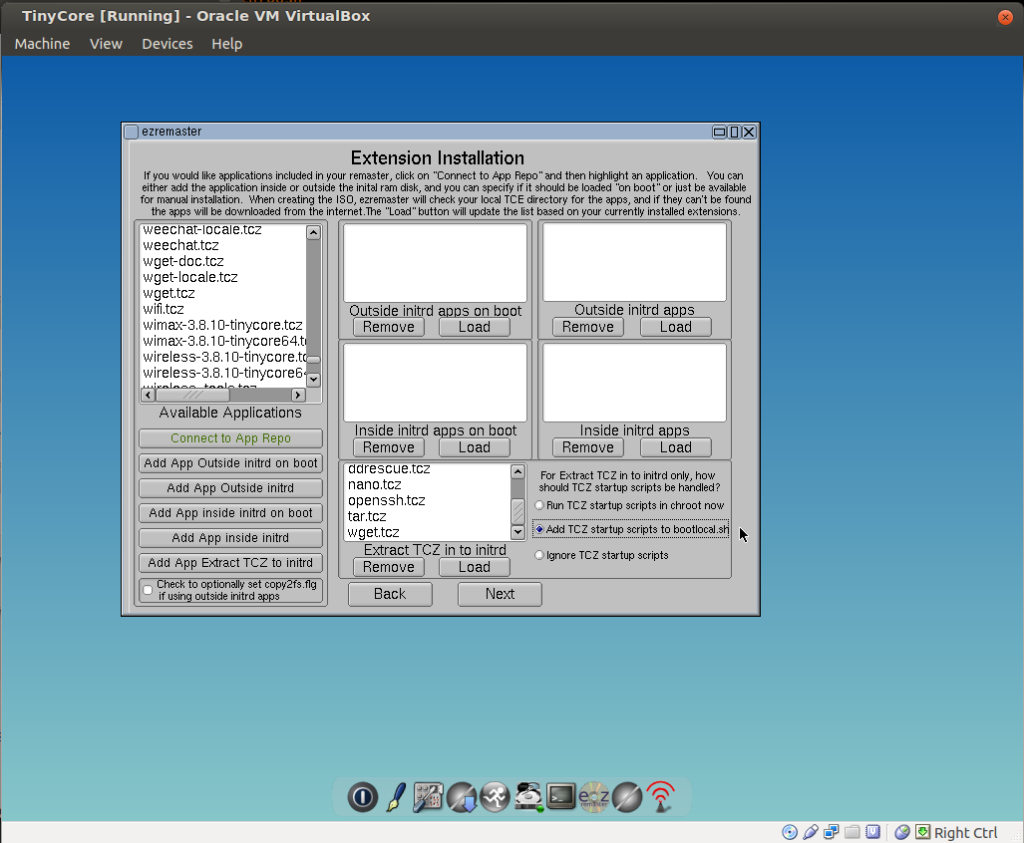 TinyCore [Running] - Oracle VM VirtualBox
Machine View Devices Help
ezremaster
Extension Installation
If you would like applications included in your remaster, click on "Connect to App Repo" and then highlight an application. You can
either add the application inside or outside the inital ram disk, and you can specify if it should be loaded "on boot" or just be available
for manual installation. When creating the ISO, ezremaster will check your local TCE directory for the apps, and if they can't be found
the apps will be downloaded from the internet.The "Load" button will update the list based on your currently installed extensions.
weechat-locale.tcz
weechat.tcz
wget-doc.tcz
wget-locale.tcz
wget.tcz
wifi.tcz
wimax-3.8.10-tinycore.tcz
wimax-3.8.10-tinycore64.t
wireless-3.8.10-tinycore.tc
wireless-3.8.10-tinycore64
wireless_tools.tcz
Available Applications
Connect to App Repo
Add App Outside initrd on boot
Add App Outside initrd
Add App inside initrd on boot
Add App inside initrd
Add App Extract TCZ to initrd
Check to optionally set copy2fs.flg
if using outside initrd apps
Outside initrd apps on boot
Remove Load
Outside initrd apps
Remove Load
Inside initrd apps on boot
Remove Load
Inside initrd apps
Remove Load
ddrescue.tcz
nano.tcz
openssh.tcz
tar.tcz
wget.tcz
Extract TCZ in to initrd
Remove Load
For Extract TCZ in to initrd only, how
should TCZ startup scripts be handled?
Run TCZ startup scripts in chroot now
Add TCZ startup scripts to bootlocal.sh
Ignore TCZ startup scripts
Back Next
Right Ctrl